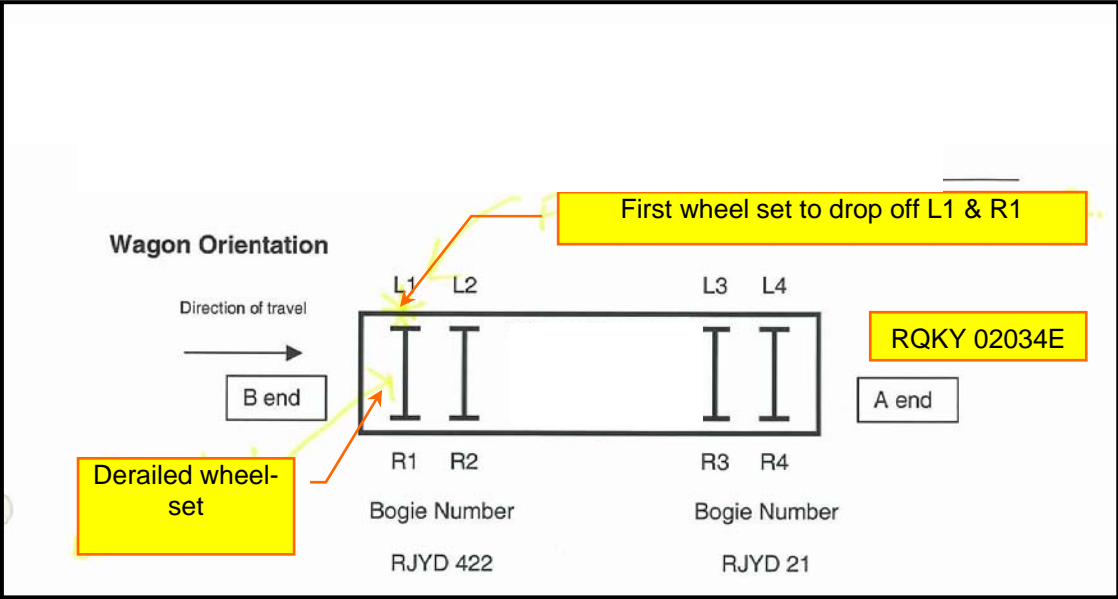 First wheel set to drop off L1 & R1
Wagon Orientation
L1 L2 L3 L4
Direction of travel
RQKY 02034E
B end
A end
R1 R2 R3 R4
Derailed wheel-
set
Bogie Number Bogie Number
RJYD 422 RJYD 21